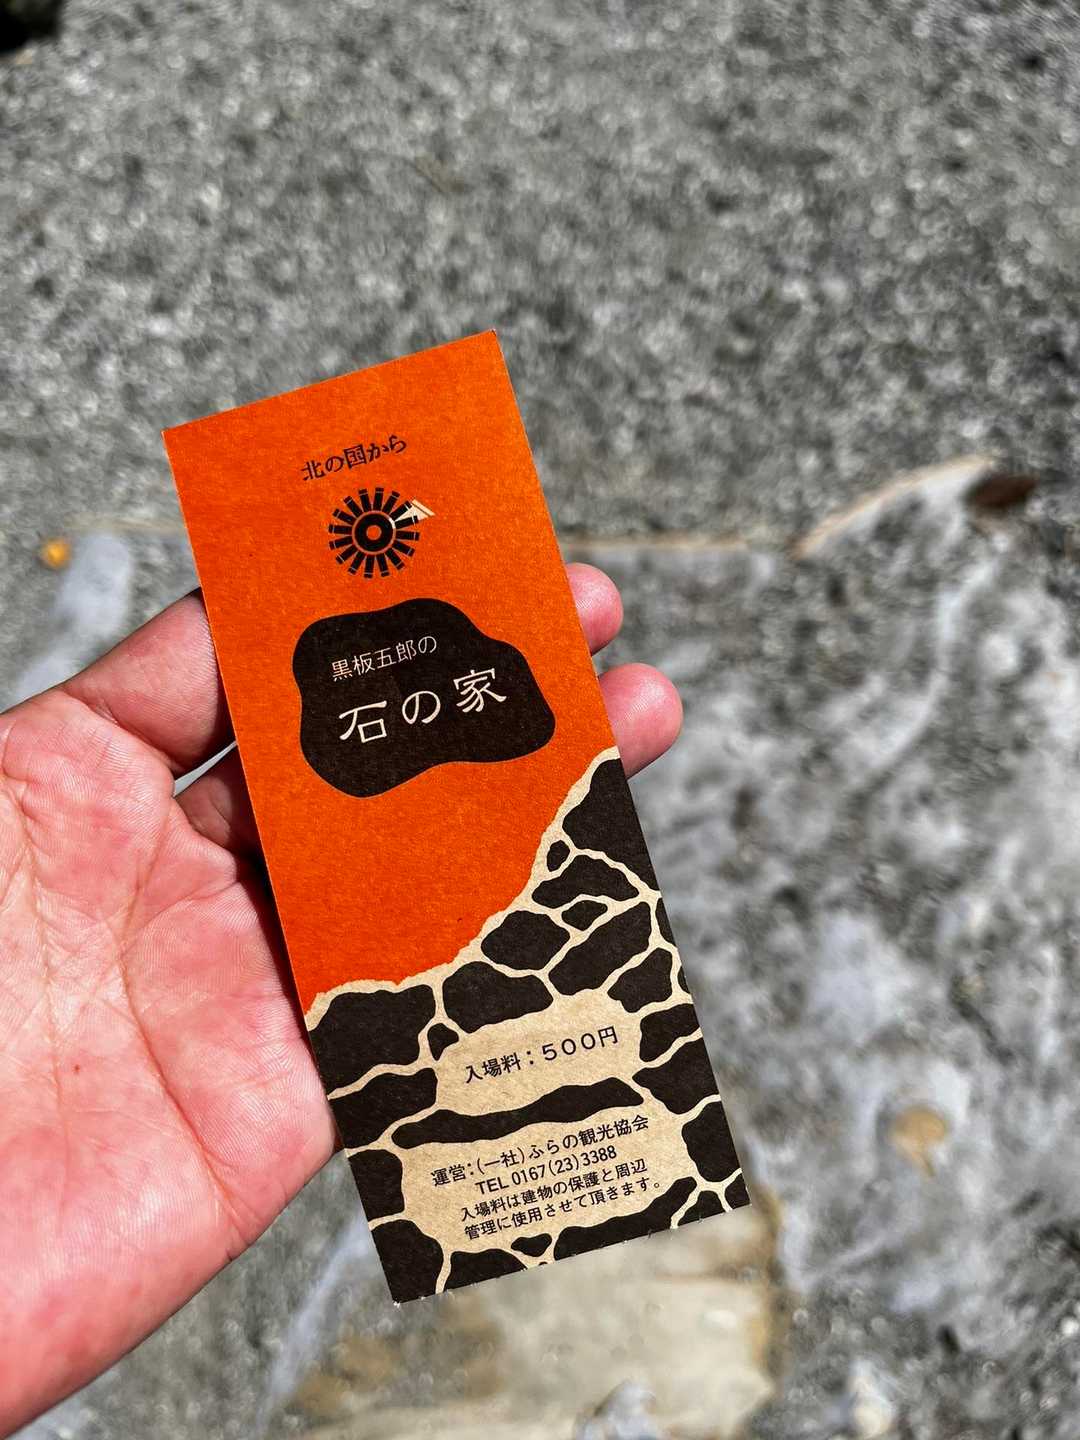 北の国から
黒板五郎の
石の家
入場料：500円
運営：(一社)ふらの観光協会
TEL 0167(23)3388
入場料は建物の保護と周辺
管理に使用させて頂きます。